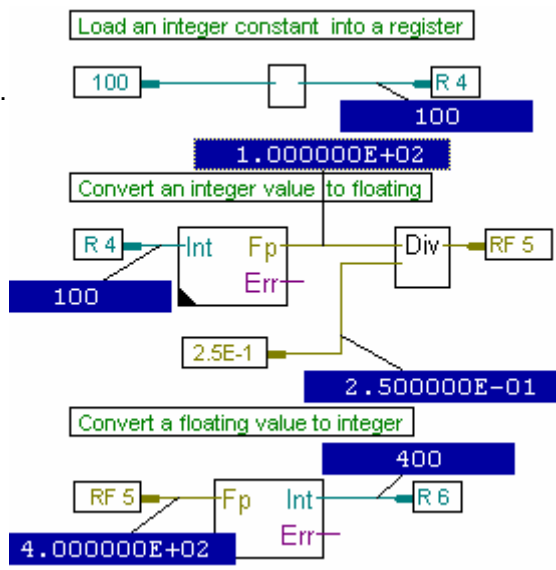 Load an integer constant into a register
100 R 4
100
1.000000E+02
Convert an integer value to floating
R 4 Int Fp Div RF 5
Err
100
2.5E-1
2.500000E-01
Convert a floating value to integer
400
RF 5 Fp Int R 6
Err
4.000000E+02